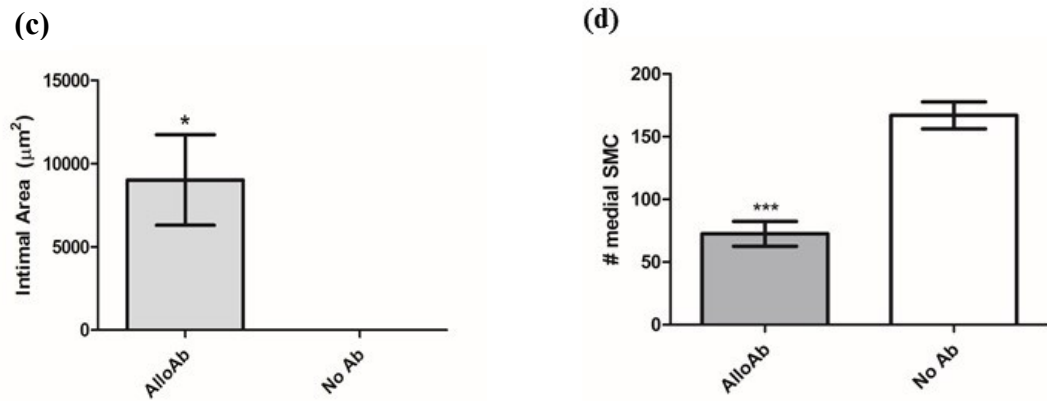 (c)
Intimal Area (μm²)
15000
10000
5000
0
*
AlloAb
No Ab
(d)
# medial SMC
200
150
100
50
0
***
AlloAb
No Ab